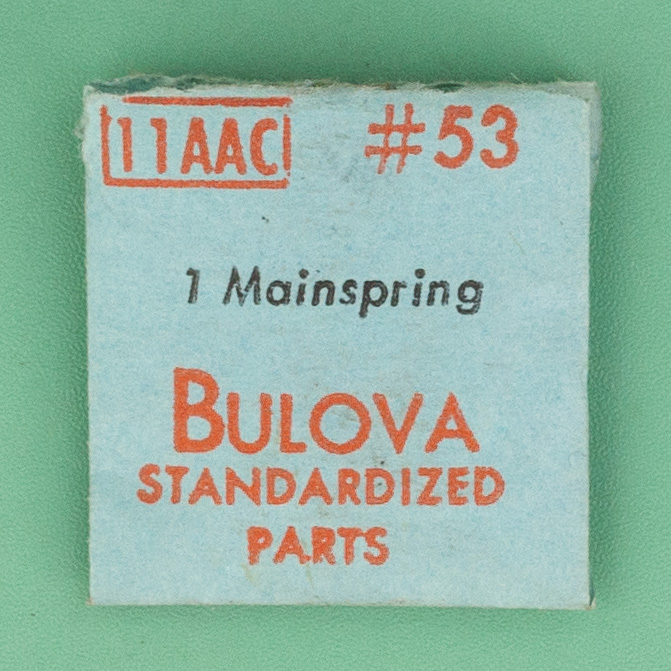 11AAC #53
1 Mainspring
BULOVA
STANDARDIZED
PARTS